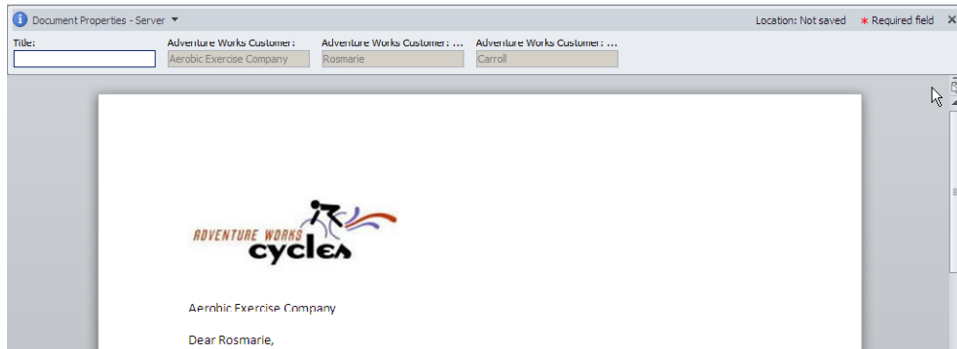 Document Properties - Server Location: Not saved * Required field
Title: Adventure Works Customer: Adventure Works Customer: ... Adventure Works Customer: ...
Aerobic Exercise Company Rosmarie Carroll
ADVENTURE WORKS
cycles
Aerobic Exercise Company
Dear Rosmarie,